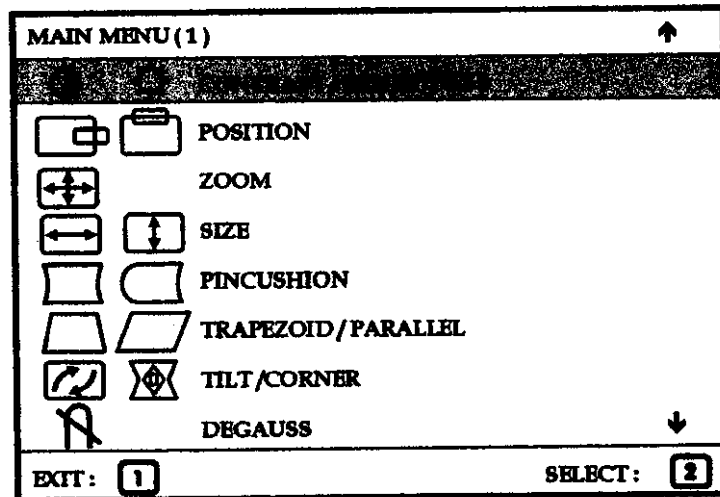 MAIN MENU (1)
POSITION
ZOOM
SIZE
PINCUSHION
TRAPEZOID / PARALLEL
TILT / CORNER
DEGAUSS
EXIT : 1 SELECT : 2